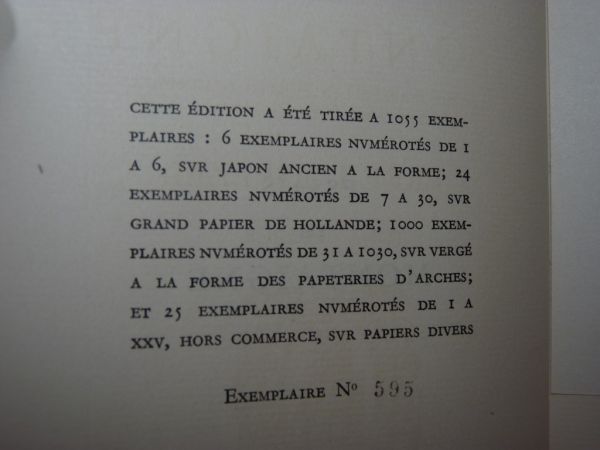 CETTE ÉDITION A ÉTÉ TIRÉE A 1055 EXEM-
PLAIRES : 6 EXEMPLAIRES NVMÉROTÉS DE I
A 6, SVR JAPON ANCIEN A LA FORME; 24
EXEMPLAIRES NVMÉROTÉS DE 7 A 30, SVR
GRAND PAPIER DE HOLLANDE; 1000 EXEM-
PLAIRES NVMÉROTÉS DE 31 A 1030, SVR VERGÉ
A LA FORME DES PAPETERIES D'ARCHES;
ET 25 EXEMPLAIRES NVMÉROTÉS DE I A
XXV, HORS COMMERCE, SVR PAPIERS DIVERS
EXEMPLAIRE Nº 595